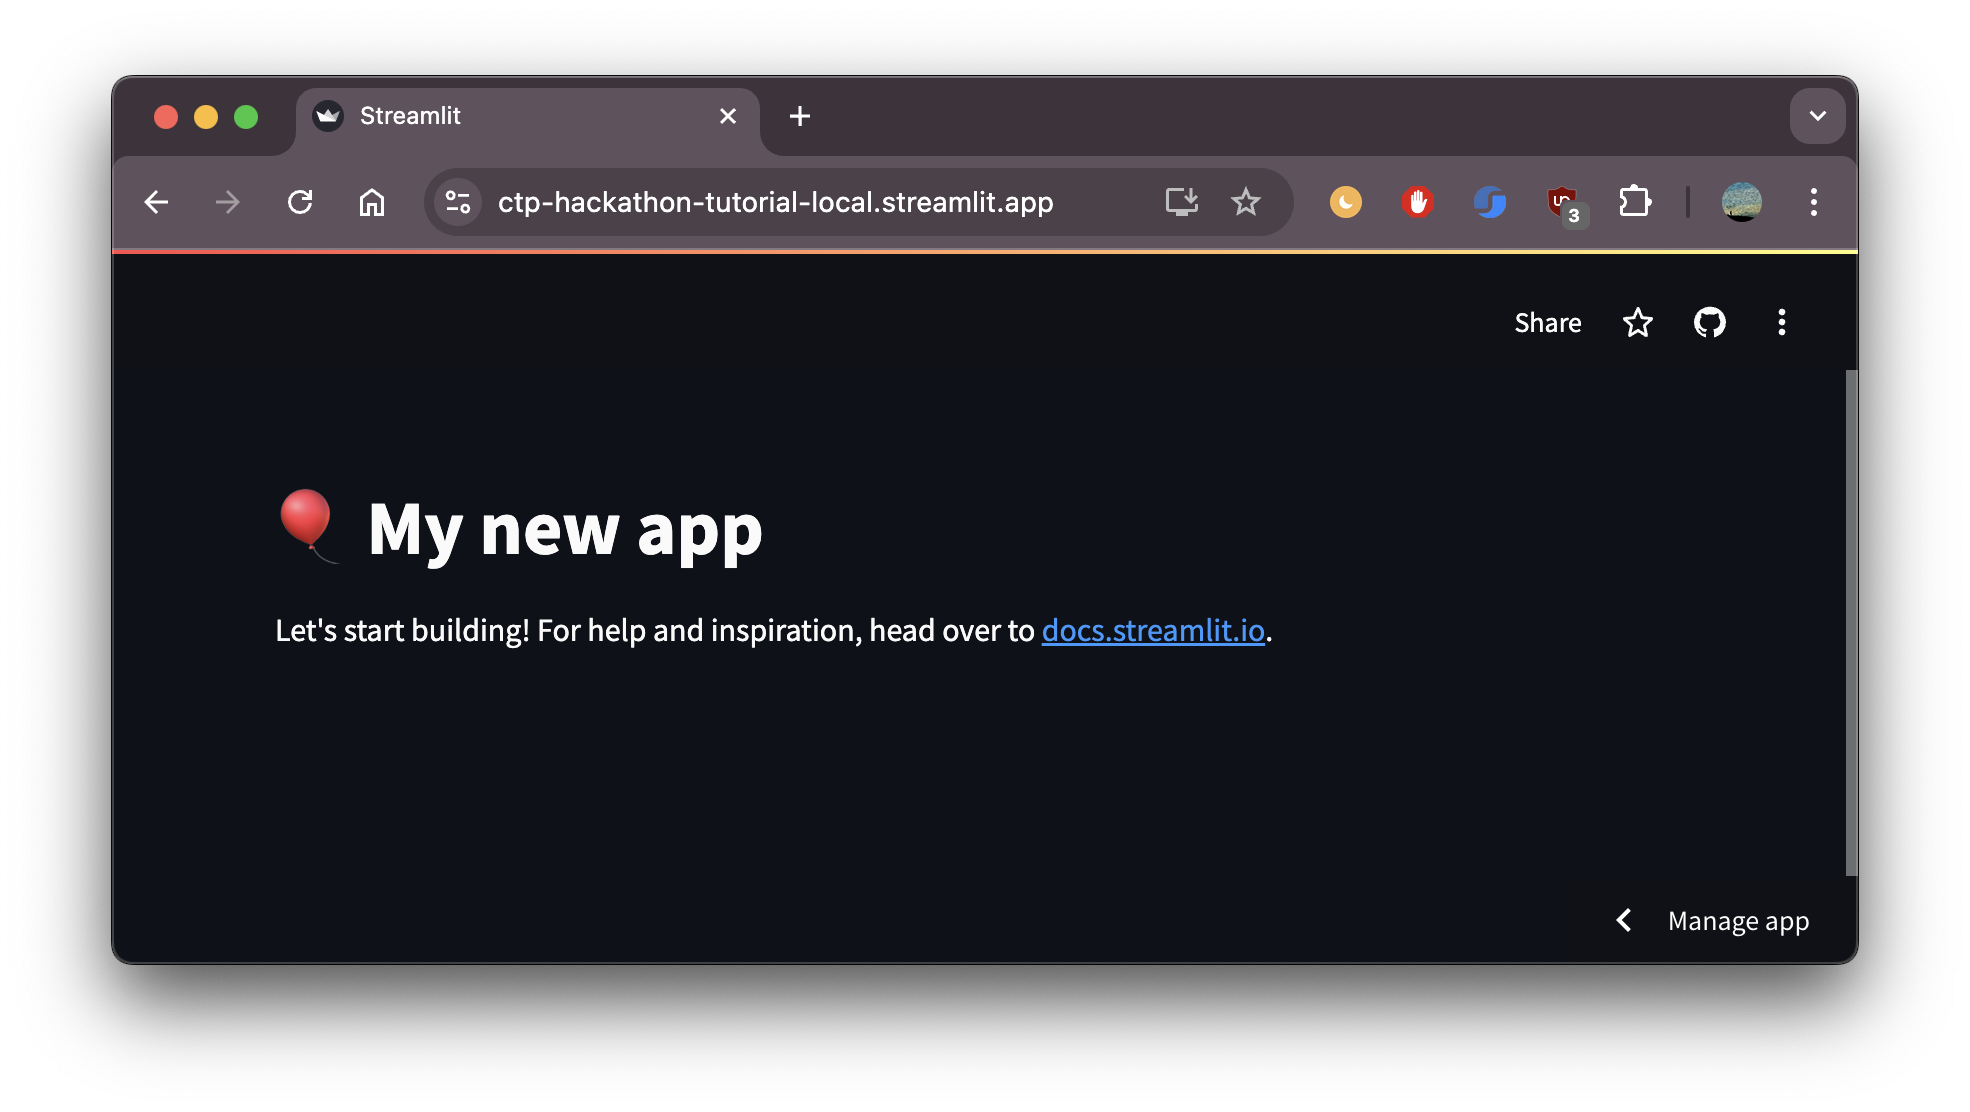 Streamlit
ctp-hackathon-tutorial-local.streamlit.app
3
Share
🎈 My new app
Let's start building! For help and inspiration, head over to docs.streamlit.io.
Manage app